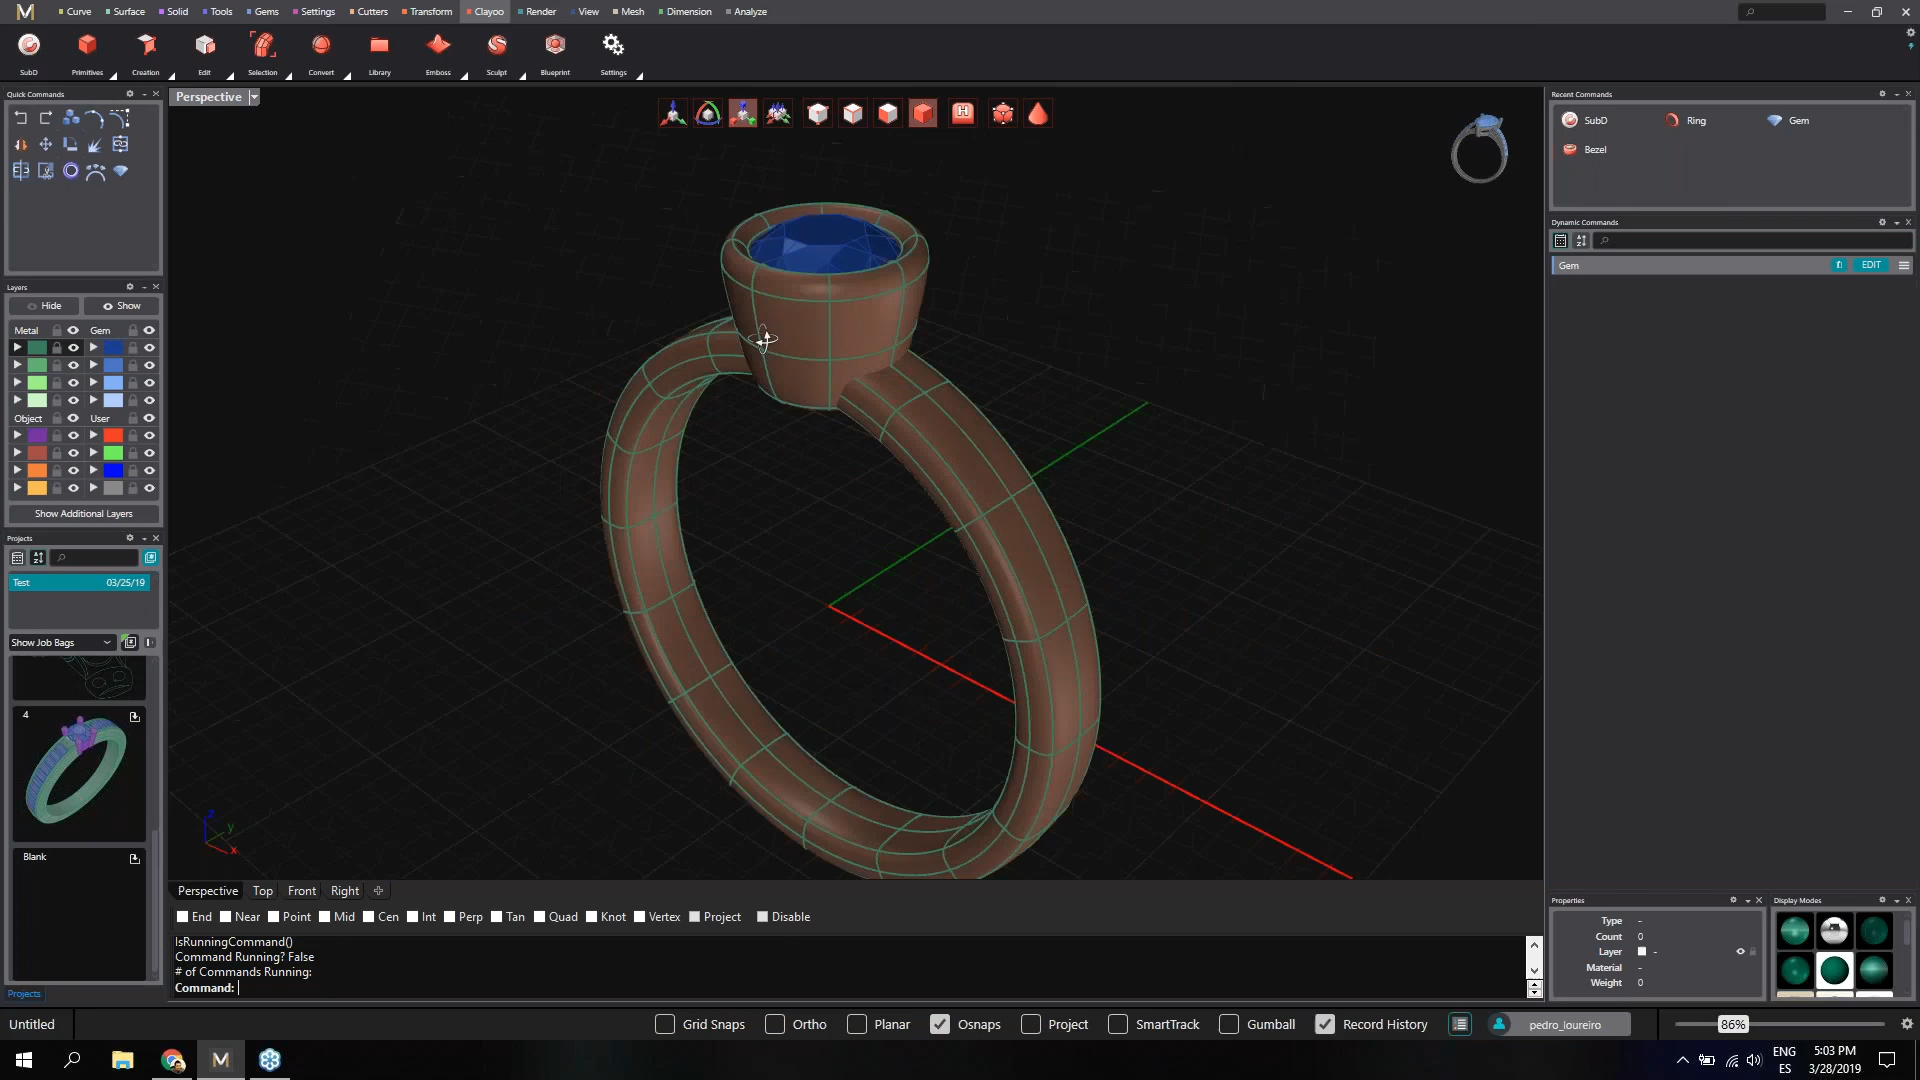 Curve Surface Solid Tools Gems Settings Cutters Transform Clayoo Render View Mesh Dimension Analyze
SubD Primitives Creation Edit Selection Convert Library Emboss Sculpt Blueprint Settings
Quick Commands
Perspective
Recent Commands
SubD Ring Gem
Bezel
Dynamic Commands
Gem EDIT
Layers
Hide Show
Metal Gem
Object User
Show Additional Layers
Projects
Test 03/25/19
Show Job Bags
4
Blank
Projects
z
y
x
Perspective Top Front Right
End Near Point Mid Cen Int Perp Tan Quad Knot Vertex Project Disable
IsRunningCommand()
Command Running? False
# of Commands Running:
Command:
Properties
Type -
Count 0
Layer -
Material -
Weight 0
Display Modes
Untitled
Grid Snaps Ortho Planar Osnaps Project SmartTrack Gumball Record History pedro_loureiro 86%
ENG
ES
5:03 PM
3/28/2019